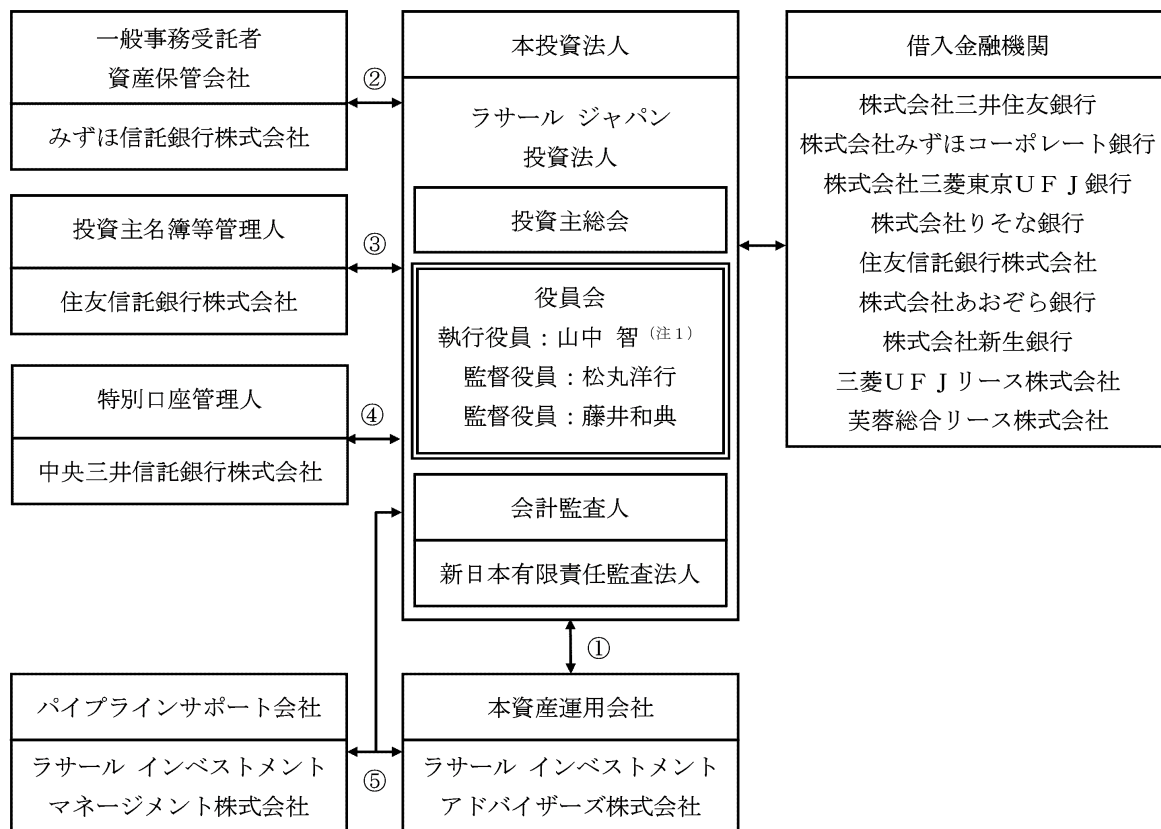 一般事務受託者
資産保管会社
みずほ信託銀行株式会社
②
投資主名簿等管理人
住友信託銀行株式会社
③
特別口座管理人
中央三井信託銀行株式会社
④
本投資法人
ラサール ジャパン
投資法人
投資主総会
役員会
執行役員：山中 智（注１）
監督役員：松丸洋行
監督役員：藤井和典
会計監査人
新日本有限責任監査法人
借入金融機関
株式会社三井住友銀行
株式会社みずほコーポレート銀行
株式会社三菱東京ＵＦＪ銀行
株式会社りそな銀行
住友信託銀行株式会社
株式会社あおぞら銀行
株式会社新生銀行
三菱ＵＦＪリース株式会社
芙蓉総合リース株式会社
①
パイプラインサポート会社
ラサール インベストメント
マネージメント株式会社
⑤
本資産運用会社
ラサール インベストメント
アドバイザーズ株式会社